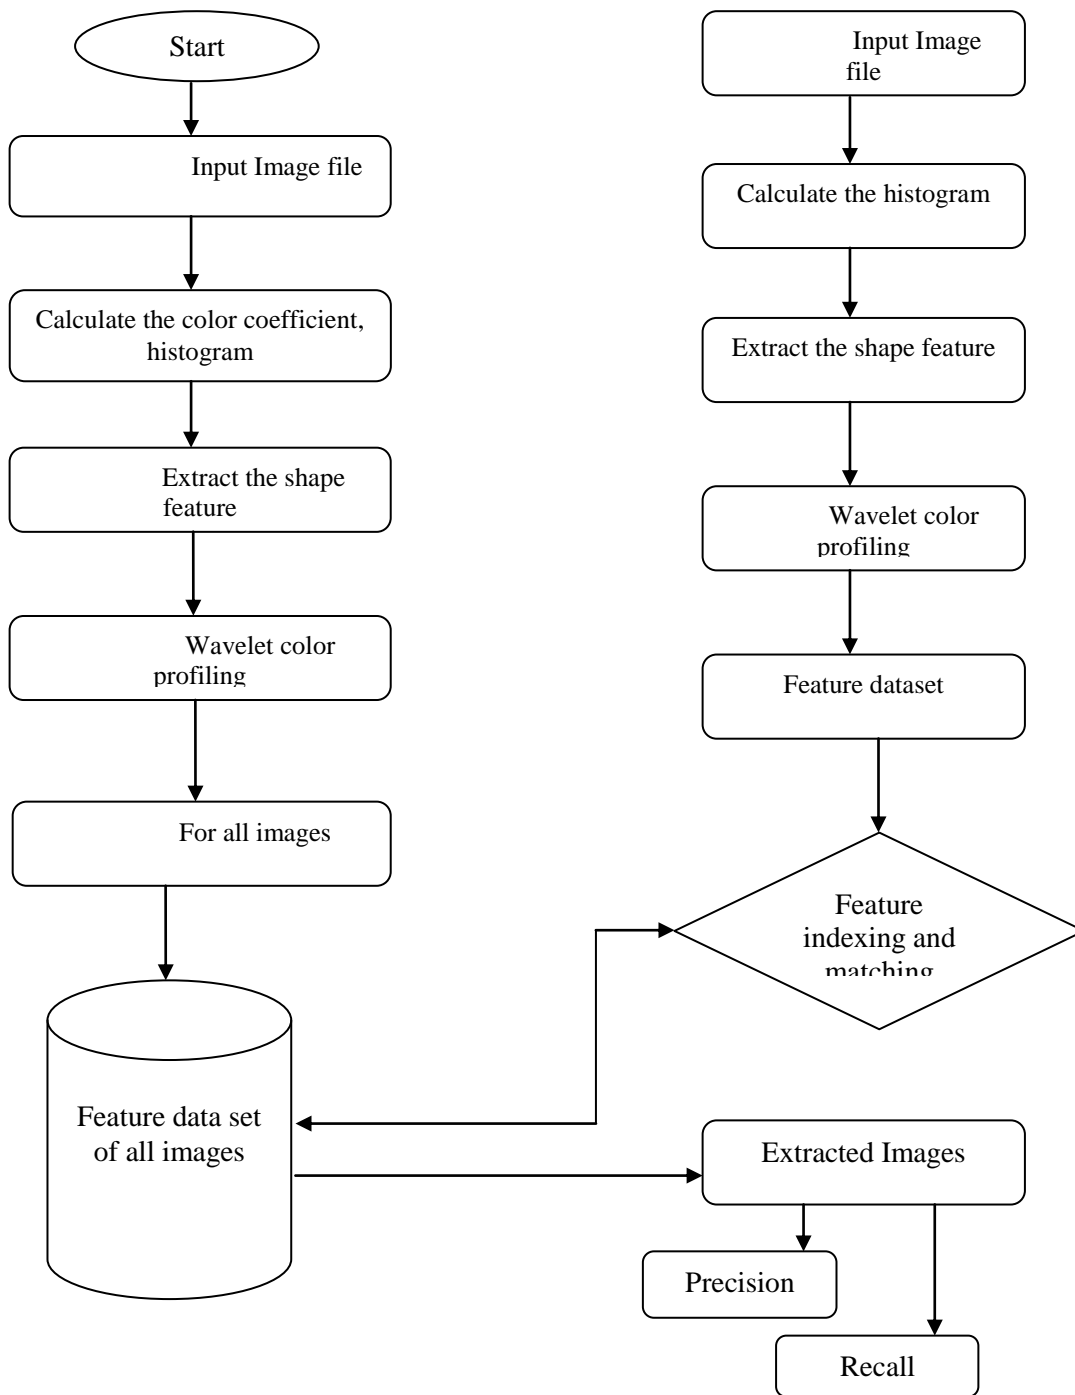 Start
Input Image file
Calculate the color coefficient,
histogram
Extract the shape
feature
Wavelet color
profiling
For all images
Feature data set
of all images
Input Image
file
Calculate the histogram
Extract the shape feature
Wavelet color
profiling
Feature dataset
Feature
indexing and
matching
Extracted Images
Precision
Recall